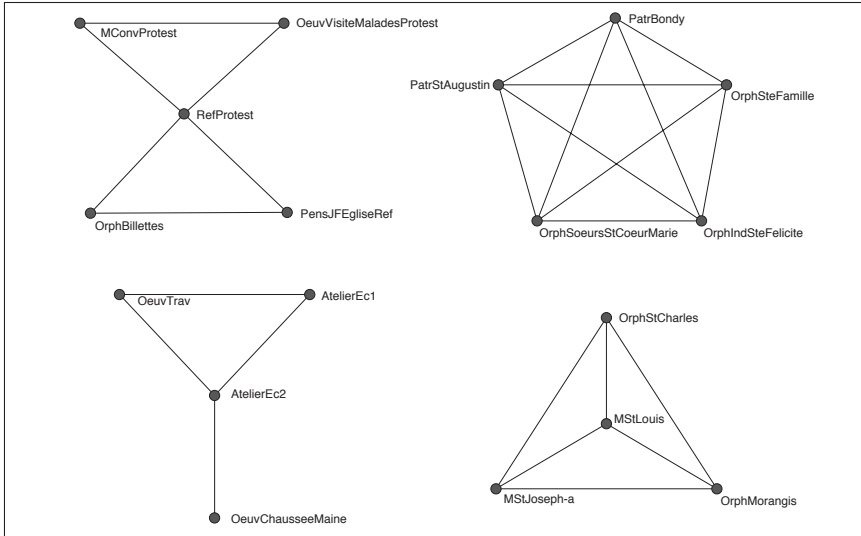 MConvProtest
OeuvVisiteMaladesProtest
RefProtest
OrphBillettes
PensJFEgliseRef
PatrBondy
PatrStAugustin
OrphSteFamille
OrphSoeursStCoeurMarie
OrphIndSteFelicite
OeuvTrav
AtelierEc1
AtelierEc2
OeuvChausseeMaine
OrphStCharles
MStLouis
MStJoseph-a
OrphMorangis